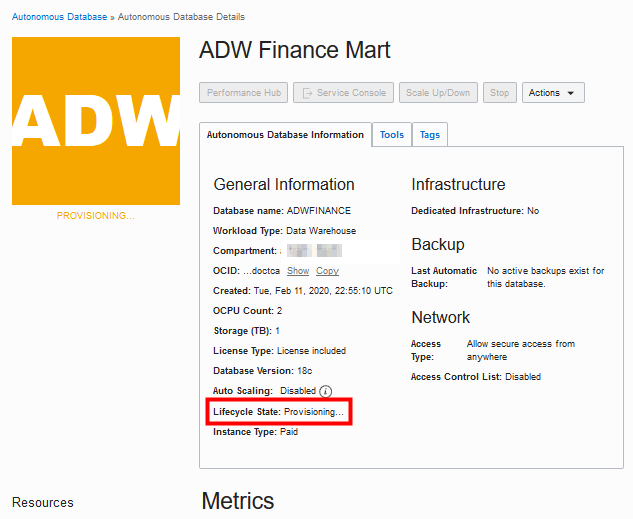 Autonomous Database » Autonomous Database Details
ADW
PROVISIONING...
ADW Finance Mart
Performance Hub
Service Console
Scale Up/Down
Stop
Actions
Autonomous Database Information
Tools
Tags
General Information
Database name: ADWFINANCE
Workload Type: Data Warehouse
Compartment:
OCID: ...doctca Show Copy
Created: Tue, Feb 11, 2020, 22:55:10 UTC
OCPU Count: 2
Storage (TB): 1
License Type: License included
Database Version: 18c
Auto Scaling: Disabled i
Lifecycle State: Provisioning...
Instance Type: Paid
Infrastructure
Dedicated Infrastructure: No
Backup
Last Automatic No active backups exist for
Backup: this database.
Network
Access Allow secure access from
Type: anywhere
Access Control List: Disabled
Resources
Metrics